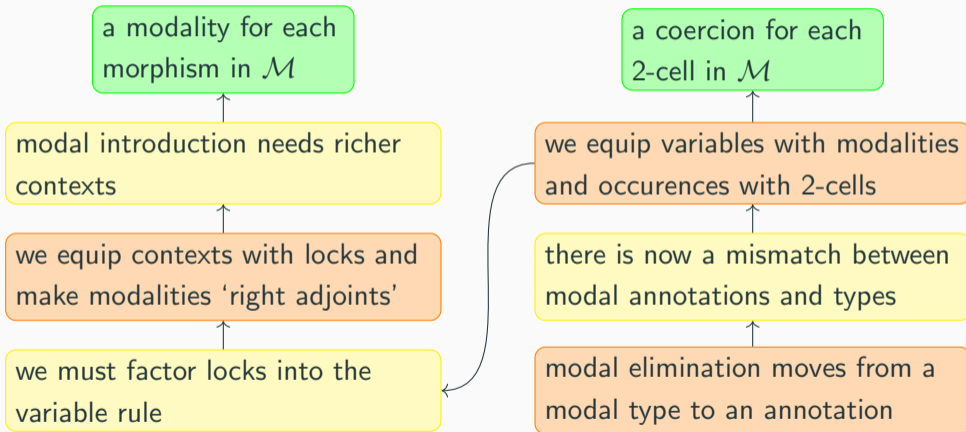 a modality for each
morphism in ℳ
modal introduction needs richer
contexts
we equip contexts with locks and
make modalities ‘right adjoints’
we must factor locks into the
variable rule
a coercion for each
2-cell in ℳ
we equip variables with modalities
and occurences with 2-cells
there is now a mismatch between
modal annotations and types
modal elimination moves from a
modal type to an annotation